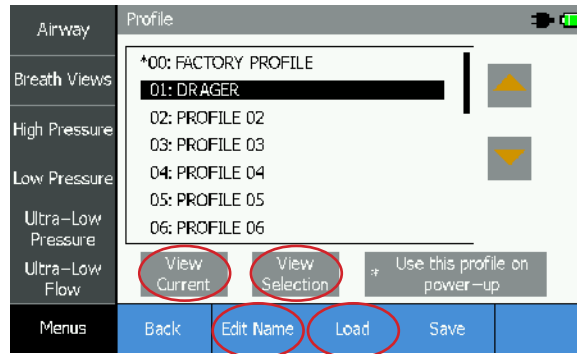 Profile
Airway
Breath Views
High Pressure
Low Pressure
Ultra-Low
Pressure
Ultra-Low
Flow
Menus
*00: FACTORY PROFILE
01: DRAGER
02: PROFILE 02
03: PROFILE 03
04: PROFILE 04
05: PROFILE 05
06: PROFILE 06
View
Current
View
Selection
* Use this profile on
power-up
Back
Edit Name
Load
Save